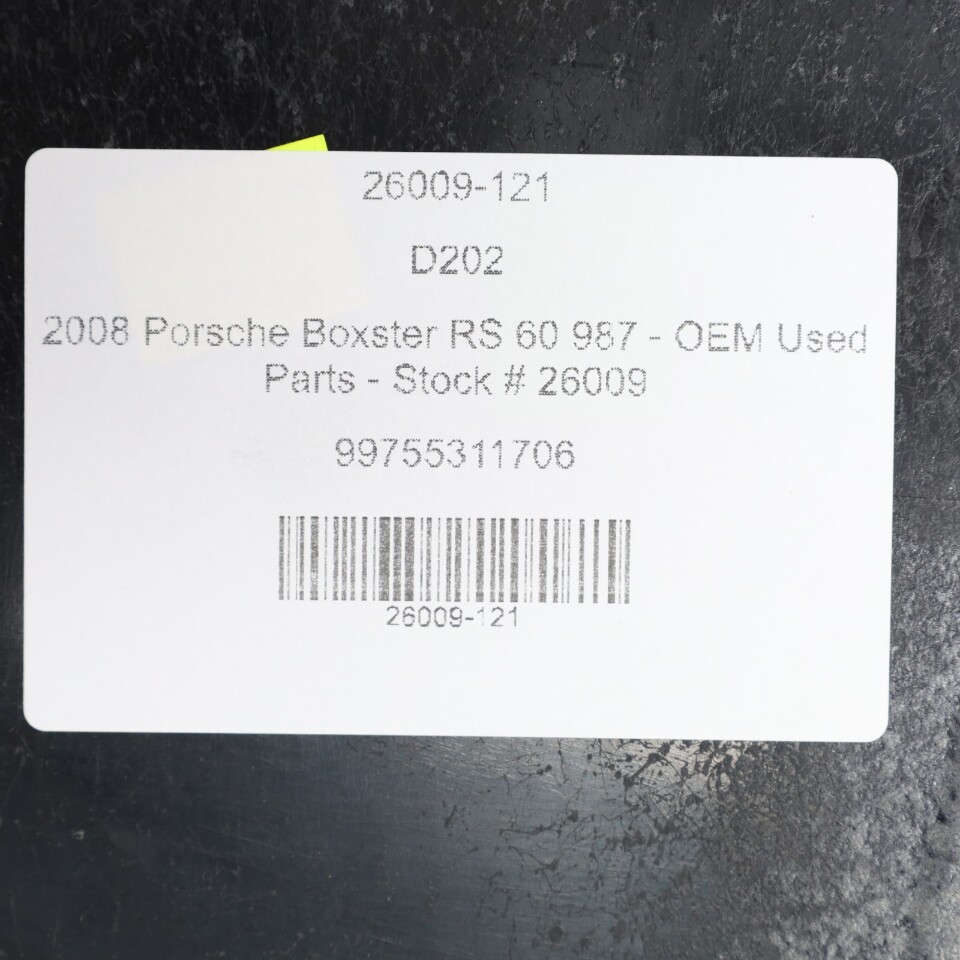 26009-121
D202
2008 Porsche Boxster RS 60 987 - OEM Used
Parts - Stock # 26009
99755311706
26009-121